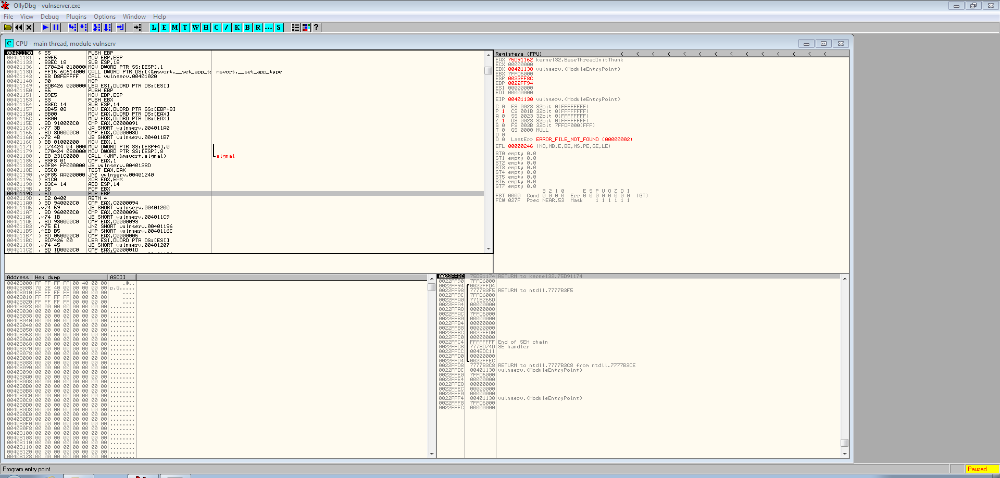 OllyDbg - vulnserver.exe
File View Debug Plugins Options Window Help
L E M T W H C / K B R ... S ?
C CPU - main thread, module vulnserv
00401130 $ 55 PUSH EBP
00401131 . 89E5 MOV EBP,ESP
00401133 . 83EC 18 SUB ESP,18
00401136 . C70424 010000 MOV DWORD PTR SS:[ESP],1
0040113D . FF15 6C614000 CALL DWORD PTR DS:[<&msvcrt.__set_app_ty msvcrt.__set_app_type
00401143 . E8 D8FEFFFF CALL vulnserv.00401020
00401148 . 90 NOP
00401149 . 8DB426 000000 LEA ESI,DWORD PTR DS:[ESI]
00401150 . 55 PUSH EBP
00401151 . 89E5 MOV EBP,ESP
00401153 . 53 PUSH EBX
00401154 . 83EC 14 SUB ESP,14
00401157 . 8B45 08 MOV EAX,DWORD PTR SS:[EBP+8]
0040115A . 8B00 MOV EAX,DWORD PTR DS:[EAX]
0040115C . 8B00 MOV EAX,DWORD PTR DS:[EAX]
0040115E . 3D 910000C0 CMP EAX,C0000091
00401163 .v77 3B JA SHORT vulnserv.004011A0
00401165 . 3D 8D0000C0 CMP EAX,C000008D
0040116A .v72 4B JB SHORT vulnserv.004011B7
0040116C > BB 01000000 MOV EBX,1
00401171 > C74424 04 000 MOV DWORD PTR SS:[ESP+4],0
00401179 . C70424 080000 MOV DWORD PTR SS:[ESP],8
00401180 . E8 231C0000 CALL <JMP.&msvcrt.signal> signal
00401185 . 83F8 01 CMP EAX,1
00401188 .v0F84 FF000000 JE vulnserv.0040128D
0040118E . 85C0 TEST EAX,EAX
00401190 .v0F85 AA000000 JNZ vulnserv.00401240
00401196 > 31C0 XOR EAX,EAX
00401198 > 83C4 14 ADD ESP,14
0040119B . 5B POP EBX
0040119C . 5D POP EBP
0040119D . C2 0400 RETN 4
004011A0 > 3D 940000C0 CMP EAX,C0000094
004011A5 .v74 59 JE SHORT vulnserv.00401200
004011A7 . 3D 960000C0 CMP EAX,C0000096
004011AC .v74 1B JE SHORT vulnserv.004011C9
004011AE . 3D 930000C0 CMP EAX,C0000093
004011B3 .^75 E1 JNZ SHORT vulnserv.00401196
004011B5 .^EB B5 JMP SHORT vulnserv.0040116C
004011B7 > 3D 050000C0 CMP EAX,C0000005
004011BC . 8D7426 00 LEA ESI,DWORD PTR DS:[ESI]
004011C0 .v74 45 JE SHORT vulnserv.00401207
004011C2 . 3D 1D0000C0 CMP EAX,C000001D
Registers (FPU) < < < < < < < < < < < < < <
EAX 75D91162 kernel32.BaseThreadInitThunk
ECX 00000000
EDX 00401130 vulnserv.<ModuleEntryPoint>
EBX 7FFD6000
ESP 0022FF8C
EBP 0022FF94
ESI 00000000
EDI 00000000
EIP 00401130 vulnserv.<ModuleEntryPoint>
C 0 ES 0023 32bit 0(FFFFFFFF)
P 1 CS 001B 32bit 0(FFFFFFFF)
A 0 SS 0023 32bit 0(FFFFFFFF)
Z 1 DS 0023 32bit 0(FFFFFFFF)
S 0 FS 003B 32bit 7FFDF000(FFF)
T 0 GS 0000 NULL
D 0
O 0 LastErr ERROR_FILE_NOT_FOUND (00000002)
EFL 00000246 (NO,NB,E,BE,NS,PE,GE,LE)
ST0 empty 0.0
ST1 empty 0.0
ST2 empty 0.0
ST3 empty 0.0
ST4 empty 0.0
ST5 empty 0.0
ST6 empty 0.0
ST7 empty 0.0
3 2 1 0 E S P U O Z D I
FST 0000 Cond 0 0 0 0 Err 0 0 0 0 0 0 0 0 (GT)
FCW 027F Prec NEAR,53 Mask 1 1 1 1 1 1
Address Hex dump ASCII
00403000 FF FF FF FF 00 40 00 00 .@..
00403008 70 2E 40 00 00 00 00 00 p.@.....
00403010 FF FF FF FF 00 00 00 00 ....
00403018 FF FF FF FF 00 00 00 00 ....
00403020 FF FF FF FF 00 00 00 00 ....
00403028 00 00 00 00 00 00 00 00 ........
00403030 00 00 00 00 00 00 00 00 ........
00403038 00 00 00 00 00 00 00 00 ........
00403040 00 00 00 00 00 00 00 00 ........
00403048 00 00 00 00 00 00 00 00 ........
00403050 00 00 00 00 00 00 00 00 ........
00403058 00 00 00 00 00 00 00 00 ........
00403060 00 00 00 00 00 00 00 00 ........
00403068 00 00 00 00 00 00 00 00 ........
00403070 00 00 00 00 00 00 00 00 ........
00403078 00 00 00 00 00 00 00 00 ........
00403080 00 00 00 00 00 00 00 00 ........
00403088 00 00 00 00 00 00 00 00 ........
00403090 00 00 00 00 00 00 00 00 ........
00403098 00 00 00 00 00 00 00 00 ........
004030A0 00 00 00 00 00 00 00 00 ........
004030A8 00 00 00 00 00 00 00 00 ........
004030B0 00 00 00 00 00 00 00 00 ........
004030B8 00 00 00 00 00 00 00 00 ........
004030C0 00 00 00 00 00 00 00 00 ........
004030C8 00 00 00 00 00 00 00 00 ........
004030D0 00 00 00 00 00 00 00 00 ........
004030D8 00 00 00 00 00 00 00 00 ........
004030E0 00 00 00 00 00 00 00 00 ........
004030E8 00 00 00 00 00 00 00 00 ........
004030F0 00 00 00 00 00 00 00 00 ........
004030F8 00 00 00 00 00 00 00 00 ........
00403100 00 00 00 00 00 00 00 00 ........
00403108 00 00 00 00 00 00 00 00 ........
00403110 00 00 00 00 00 00 00 00 ........
00403118 00 00 00 00 00 00 00 00 ........
00403120 00 00 00 00 00 00 00 00 ........
00403128 00 00 00 00 00 00 00 00 ........
0022FF8C 75D91174 RETURN to kernel32.75D91174
0022FF90 7FFD6000
0022FF94 0022FFD4
0022FF98 7777B3F5 RETURN to ntdll.7777B3F5
0022FF9C 7FFD6000
0022FFA0 771B265D
0022FFA4 00000000
0022FFA8 00000000
0022FFAC 7FFD6000
0022FFB0 00000000
0022FFB4 00000000
0022FFB8 00000000
0022FFBC 0022FFA0
0022FFC0 00000000
0022FFC4 FFFFFFFF End of SEH chain
0022FFC8 7773D74D SE handler
0022FFCC 004EDC11
0022FFD0 00000000
0022FFD4 0022FFEC
0022FFD8 7777B3C8 RETURN to ntdll.7777B3C8 from ntdll.7777B3CE
0022FFDC 00401130 vulnserv.<ModuleEntryPoint>
0022FFE0 7FFD6000
0022FFE4 00000000
0022FFE8 00000000
0022FFEC 00000000
0022FFF0 00000000
0022FFF4 00401130 vulnserv.<ModuleEntryPoint>
0022FFF8 7FFD6000
0022FFFC 00000000
Program entry point
Paused